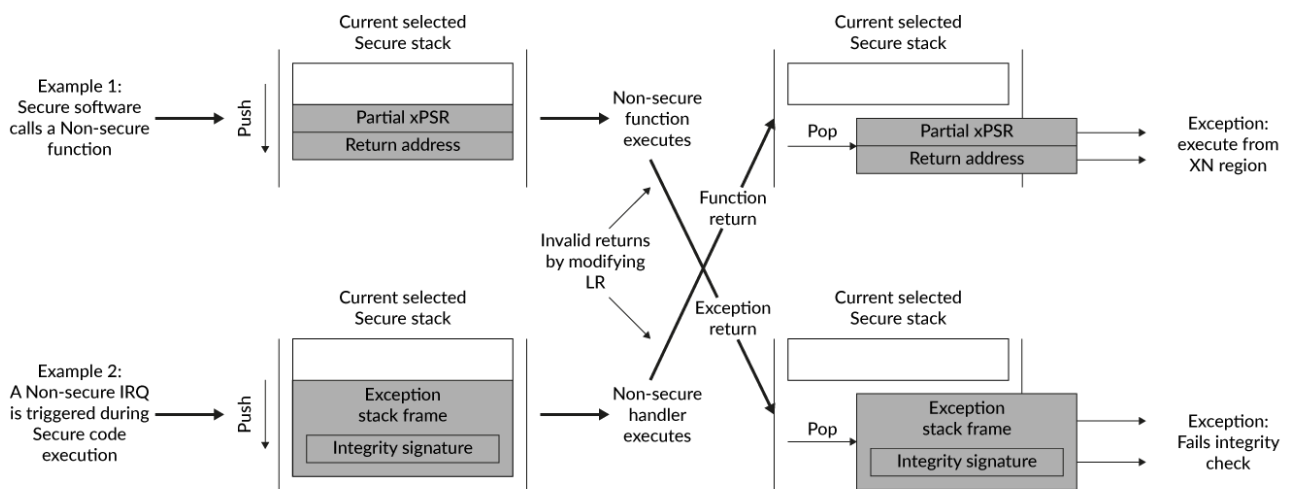 Current selected
Secure stack
Current selected
Secure stack
Example 1:
Secure software
calls a Non-secure
function
Push
Partial xPSR
Return address
Non-secure
function
executes
Pop
Partial xPSR
Return address
Exception:
execute from
XN region
Function
return
Invalid returns
by modifying
LR
Exception
return
Current selected
Secure stack
Current selected
Secure stack
Example 2:
A Non-secure IRQ
is triggered during
Secure code
execution
Push
Exception
stack frame
Integrity signature
Non-secure
handler
executes
Pop
Exception
stack frame
Integrity signature
Exception:
Fails integrity
check